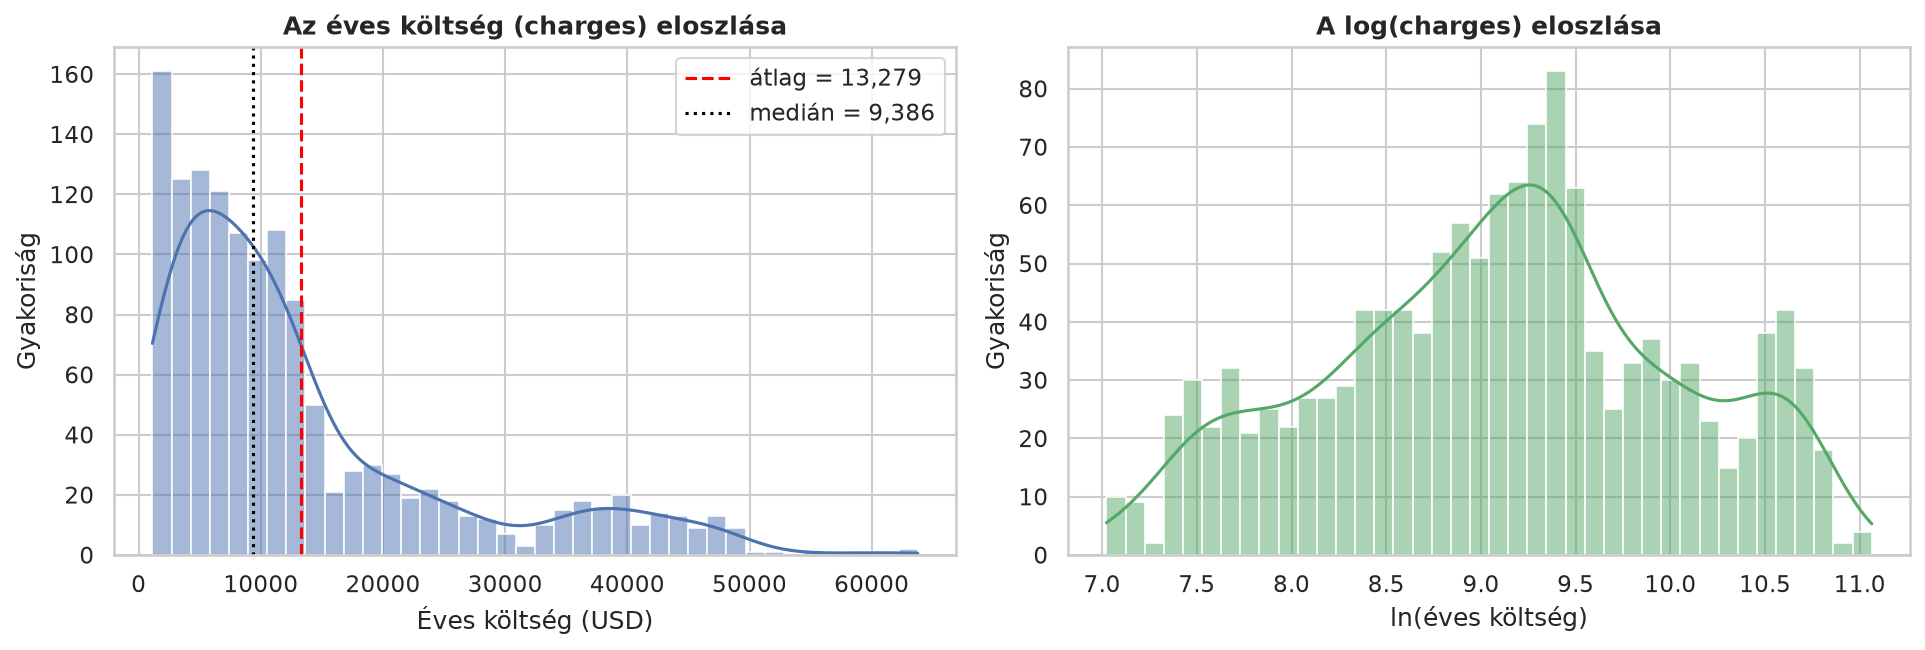 Az éves költség (charges) eloszlása
átlag = 13,279
medián = 9,386
Gyakoriság
160
140
120
100
80
60
40
20
0
0 10000 20000 30000 40000 50000 60000
Éves költség (USD)
A log(charges) eloszlása
Gyakoriság
80
70
60
50
40
30
20
10
0
7.0 7.5 8.0 8.5 9.0 9.5 10.0 10.5 11.0
ln(éves költség)